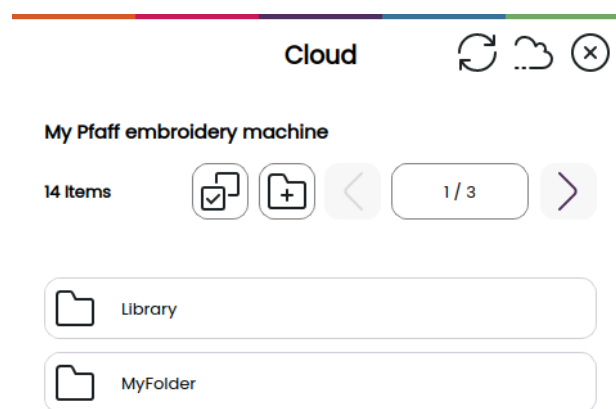 Cloud
My Pfaff embroidery machine
14 Items
1 / 3
Library
MyFolder